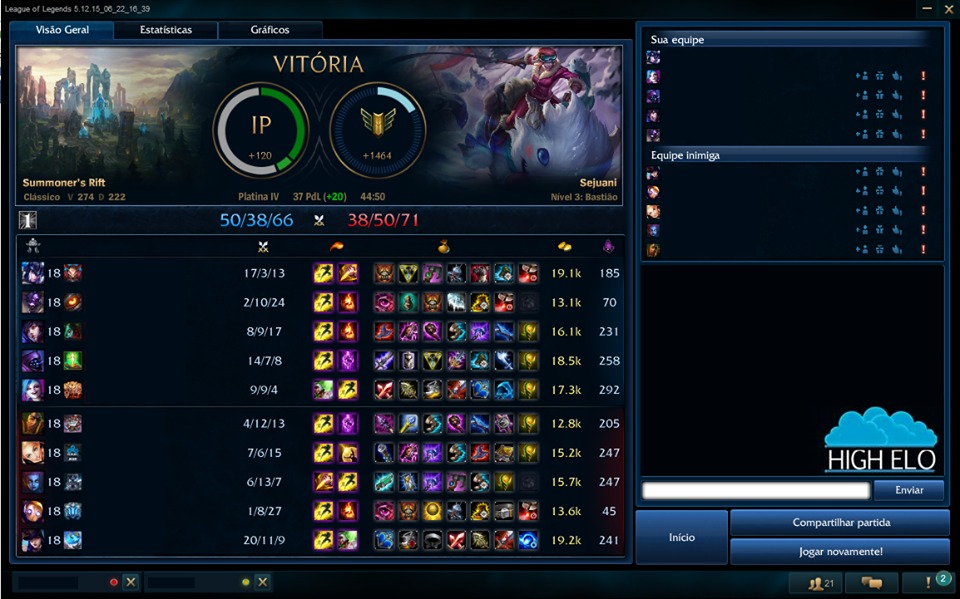 League of Legends 5.12.15_06_22_16_39
Visão Geral Estatísticas Gráficos
VITÓRIA
IP
+120 +1464
Summoner's Rift Sejuani
Clássico V 274 D 222 Platina IV 37 PdL (+20) 44:50 Nível 3: Bastião
1 50/38/66 38/50/71
18 17/3/13 19.1k 185
18 2/10/24 13.1k 70
18 8/9/17 16.1k 231
18 14/7/8 18.5k 258
18 9/9/4 17.3k 292
18 4/12/13 12.8k 205
18 7/6/15 15.2k 247
18 6/13/7 15.7k 247
18 1/8/27 13.6k 45
18 20/11/9 19.2k 241
Sua equipe
Equipe inimiga
HIGH ELO
Enviar
Início
Compartilhar partida
Jogar novamente!
21 2